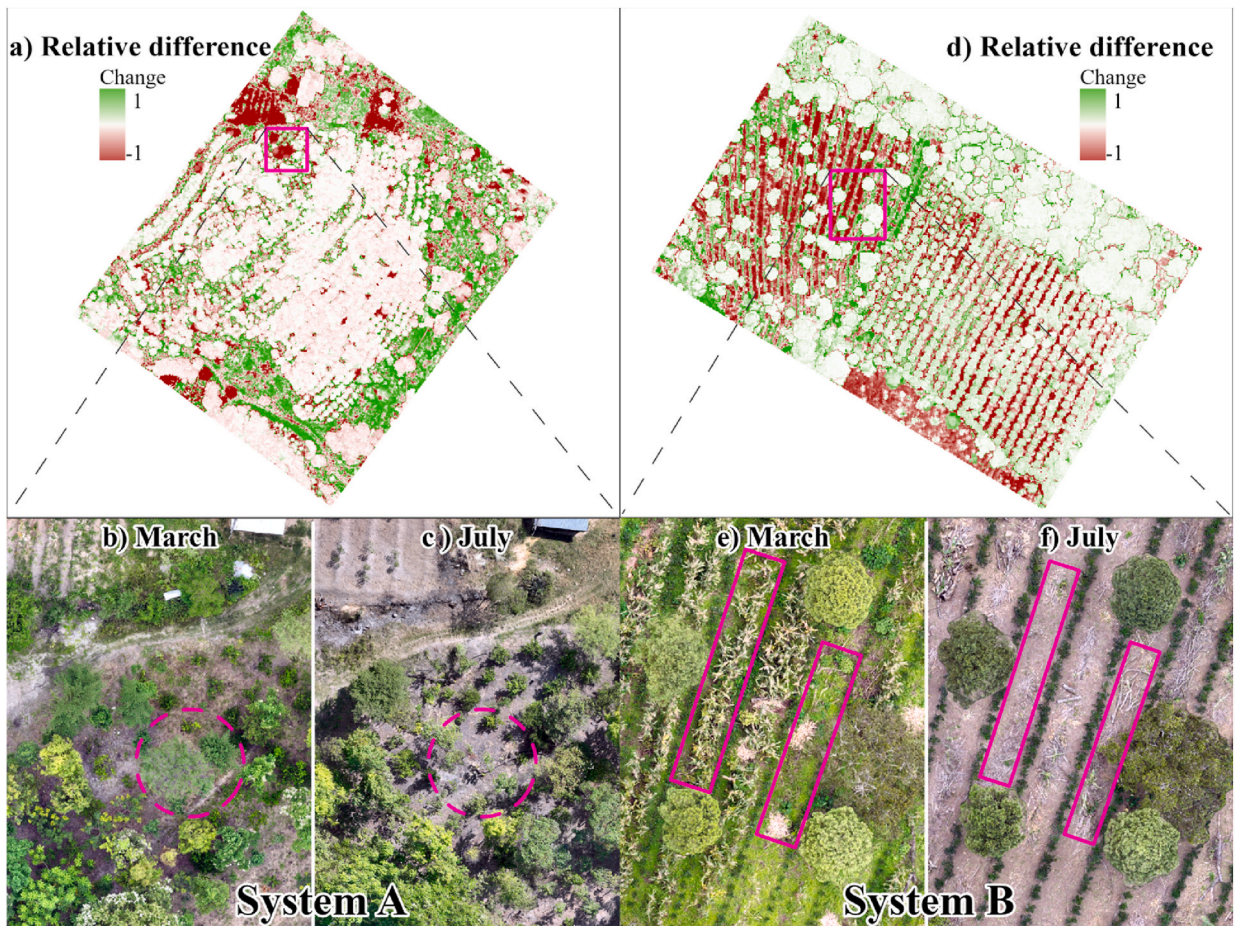 a) Relative difference
Change
1
-1
d) Relative difference
Change
1
-1
b) March
c ) July
e) March
f) July
System A
System B